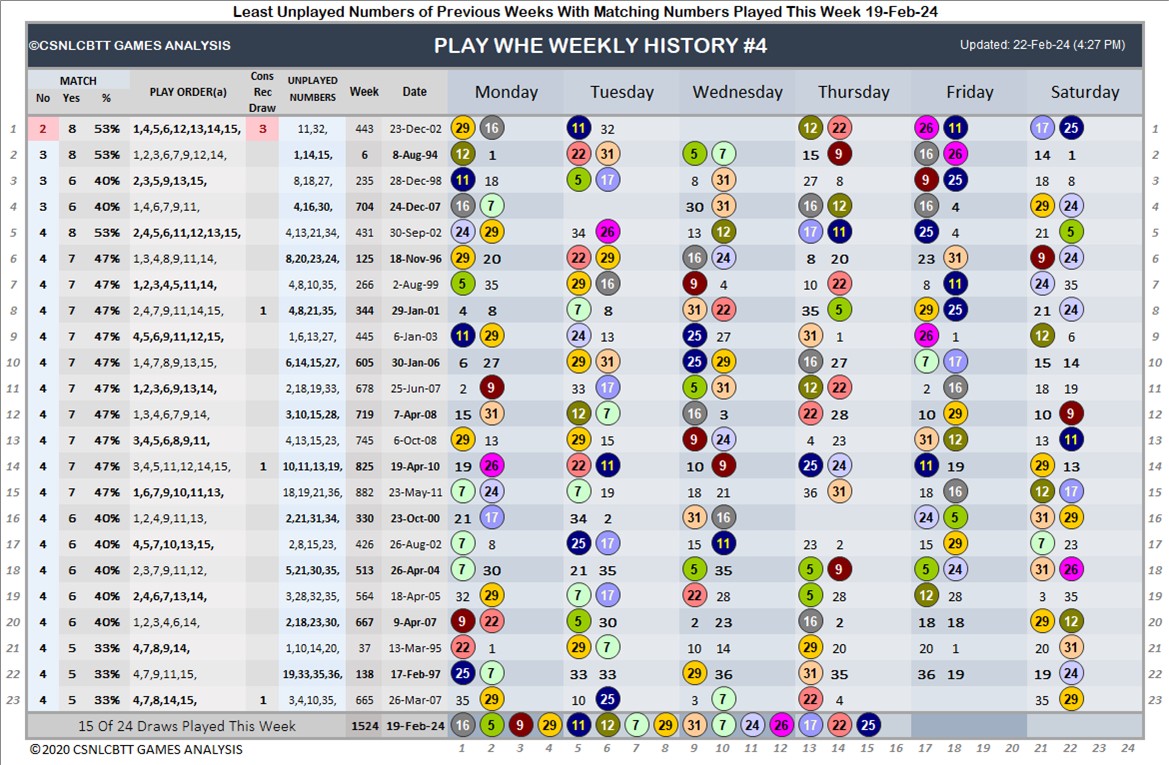 Least Unplayed Numbers of Previous Weeks With Matching Numbers Played This Week 19-Feb-24
©CSNLCBTT GAMES ANALYSIS PLAY WHE WEEKLY HISTORY #4 Updated: 22-Feb-24 (4:27 PM)
MATCH
No Yes % PLAY ORDER(a) Cons Rec Draw UNPLAYED NUMBERS Week Date Monday Tuesday Wednesday Thursday Friday Saturday
1 2 8 53% 1,4,5,6,12,13,14,15, 3 11,32, 443 23-Dec-02 29 16 11 32 12 22 26 11 17 25 1
2 3 8 53% 1,2,3,6,7,9,12,14, 1,14,15, 6 8-Aug-94 12 1 22 31 5 7 15 9 16 26 14 1 2
3 3 6 40% 2,3,5,9,13,15, 8,18,27, 235 28-Dec-98 11 18 5 17 8 31 27 8 9 25 18 8 3
4 3 6 40% 1,4,6,7,9,11, 4,16,30, 704 24-Dec-07 16 7 30 31 16 12 16 4 29 24 4
5 4 8 53% 2,4,5,6,11,12,13,15, 4,13,21,34, 431 30-Sep-02 24 29 34 26 13 12 17 11 25 4 21 5 5
6 4 7 47% 1,3,4,8,9,11,14, 8,20,23,24, 125 18-Nov-96 29 20 22 29 16 24 8 20 23 31 9 24 6
7 4 7 47% 1,2,3,4,5,11,14, 4,8,10,35, 266 2-Aug-99 5 35 29 16 9 4 10 22 8 11 24 35 7
8 4 7 47% 2,4,7,9,11,14,15, 1 4,8,21,35, 344 29-Jan-01 4 8 7 8 31 22 35 5 29 25 21 24 8
9 4 7 47% 4,5,6,9,11,12,15, 1,6,13,27, 445 6-Jan-03 11 29 24 13 25 27 31 1 26 1 12 6 9
10 4 7 47% 1,4,7,8,9,13,15, 6,14,15,27, 605 30-Jan-06 6 27 29 31 25 29 16 27 7 17 15 14 10
11 4 7 47% 1,2,3,6,9,13,14, 2,18,19,33, 678 25-Jun-07 2 9 33 17 5 31 12 22 2 16 18 19 11
12 4 7 47% 1,3,4,6,7,9,14, 3,10,15,28, 719 7-Apr-08 15 31 12 7 16 3 22 28 10 29 10 9 12
13 4 7 47% 3,4,5,6,8,9,11, 4,13,15,23, 745 6-Oct-08 29 13 29 15 9 24 4 23 31 12 13 11 13
14 4 7 47% 3,4,5,11,12,14,15, 1 10,11,13,19, 825 19-Apr-10 19 26 22 11 10 9 25 24 11 19 29 13 14
15 4 7 47% 1,6,7,9,10,11,13, 18,19,21,36, 882 23-May-11 7 24 7 19 18 21 36 31 18 16 12 17 15
16 4 6 40% 1,2,4,9,11,13, 2,21,31,34, 330 23-Oct-00 21 17 34 2 31 16 24 5 31 29 16
17 4 6 40% 4,5,7,10,13,15, 2,8,15,23, 426 26-Aug-02 7 8 25 17 15 11 23 2 15 29 7 23 17
18 4 6 40% 2,3,7,9,11,12, 5,21,30,35, 535 26-Apr-04 7 30 21 35 5 35 5 9 5 24 31 26 18
19 4 6 40% 2,4,6,7,13,14, 3,28,32,35, 564 18-Apr-05 32 29 7 17 22 28 5 28 12 28 3 35 19
20 4 6 40% 1,2,3,4,6,14, 2,18,23,30, 667 9-Apr-07 9 22 5 30 2 23 16 2 18 18 29 12 20
21 4 5 33% 4,7,8,9,14, 1,10,14,20, 37 13-Mar-95 22 1 29 7 10 14 29 20 20 1 20 31 21
22 4 5 33% 4,7,9,11,15, 19,33,35,36, 138 17-Feb-97 25 7 33 33 29 36 31 35 36 19 19 24 22
23 4 5 33% 4,7,8,14,15, 1 3,4,10,35, 665 26-Mar-07 35 29 10 25 3 7 22 4 35 29 23
15 Of 24 Draws Played This Week 1524 19-Feb-24 16 5 9 29 11 12 7 29 31 7 24 26 17 22 25
© 2020 CSNLCBTT GAMES ANALYSIS 1 2 3 4 5 6 7 8 9 10 11 12 13 14 15 16 17 18 19 20 21 22 23 24